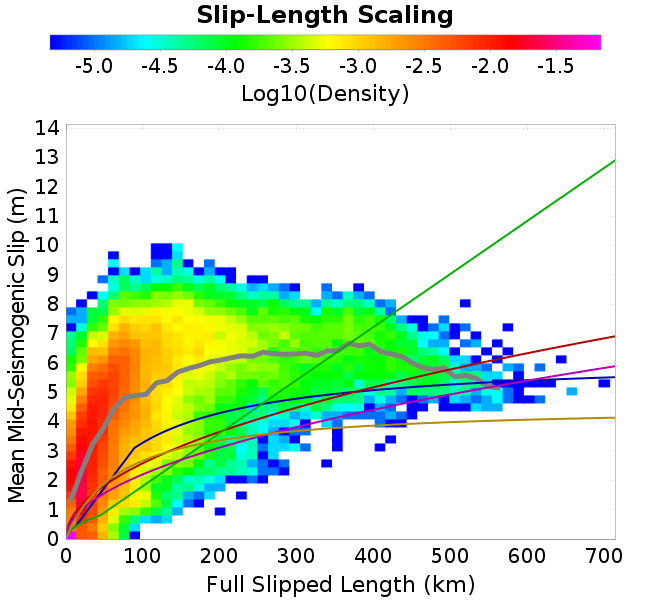 Slip-Length Scaling
-5.0 -4.5 -4.0 -3.5 -3.0 -2.5 -2.0 -1.5
Log10(Density)
14
13
12
11
10
9
8
7
6
5
4
3
2
1
0
Mean Mid-Seismogenic Slip (m)
0 100 200 300 400 500 600 700
Full Slipped Length (km)